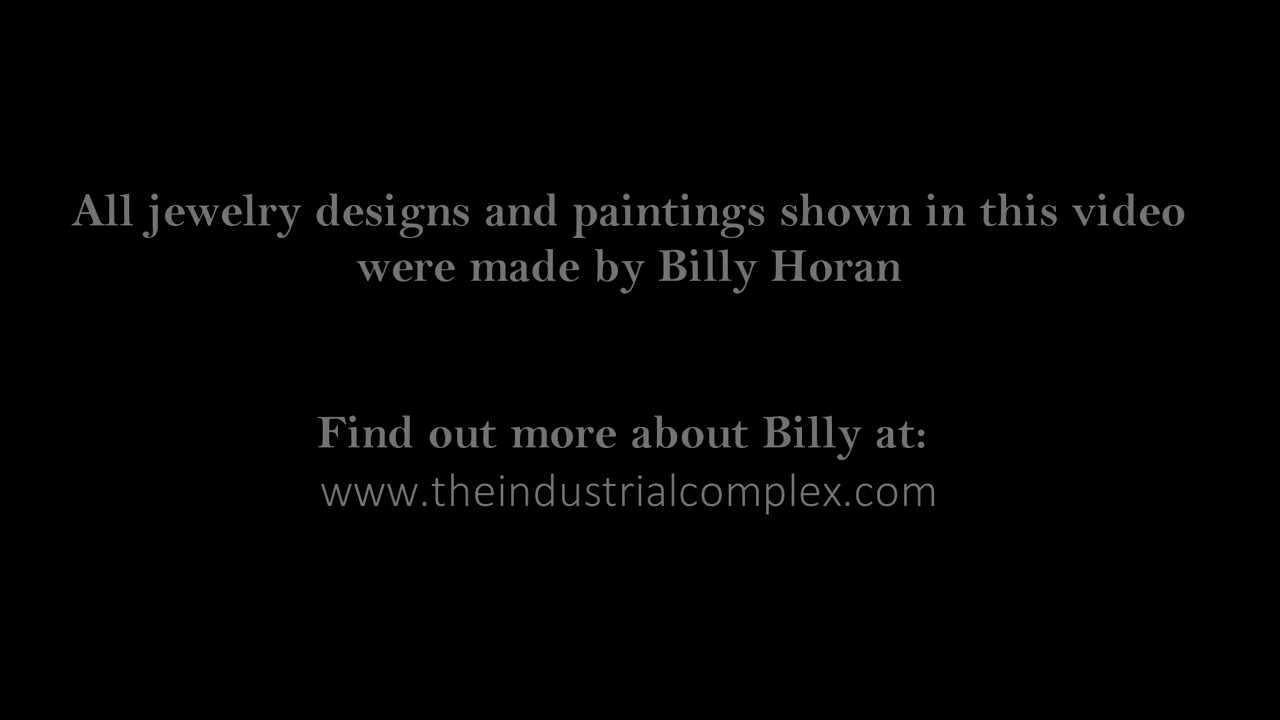 All jewelry designs and paintings shown in this video
were made by Billy Horan
Find out more about Billy at:
www.theindustrialcomplex.com